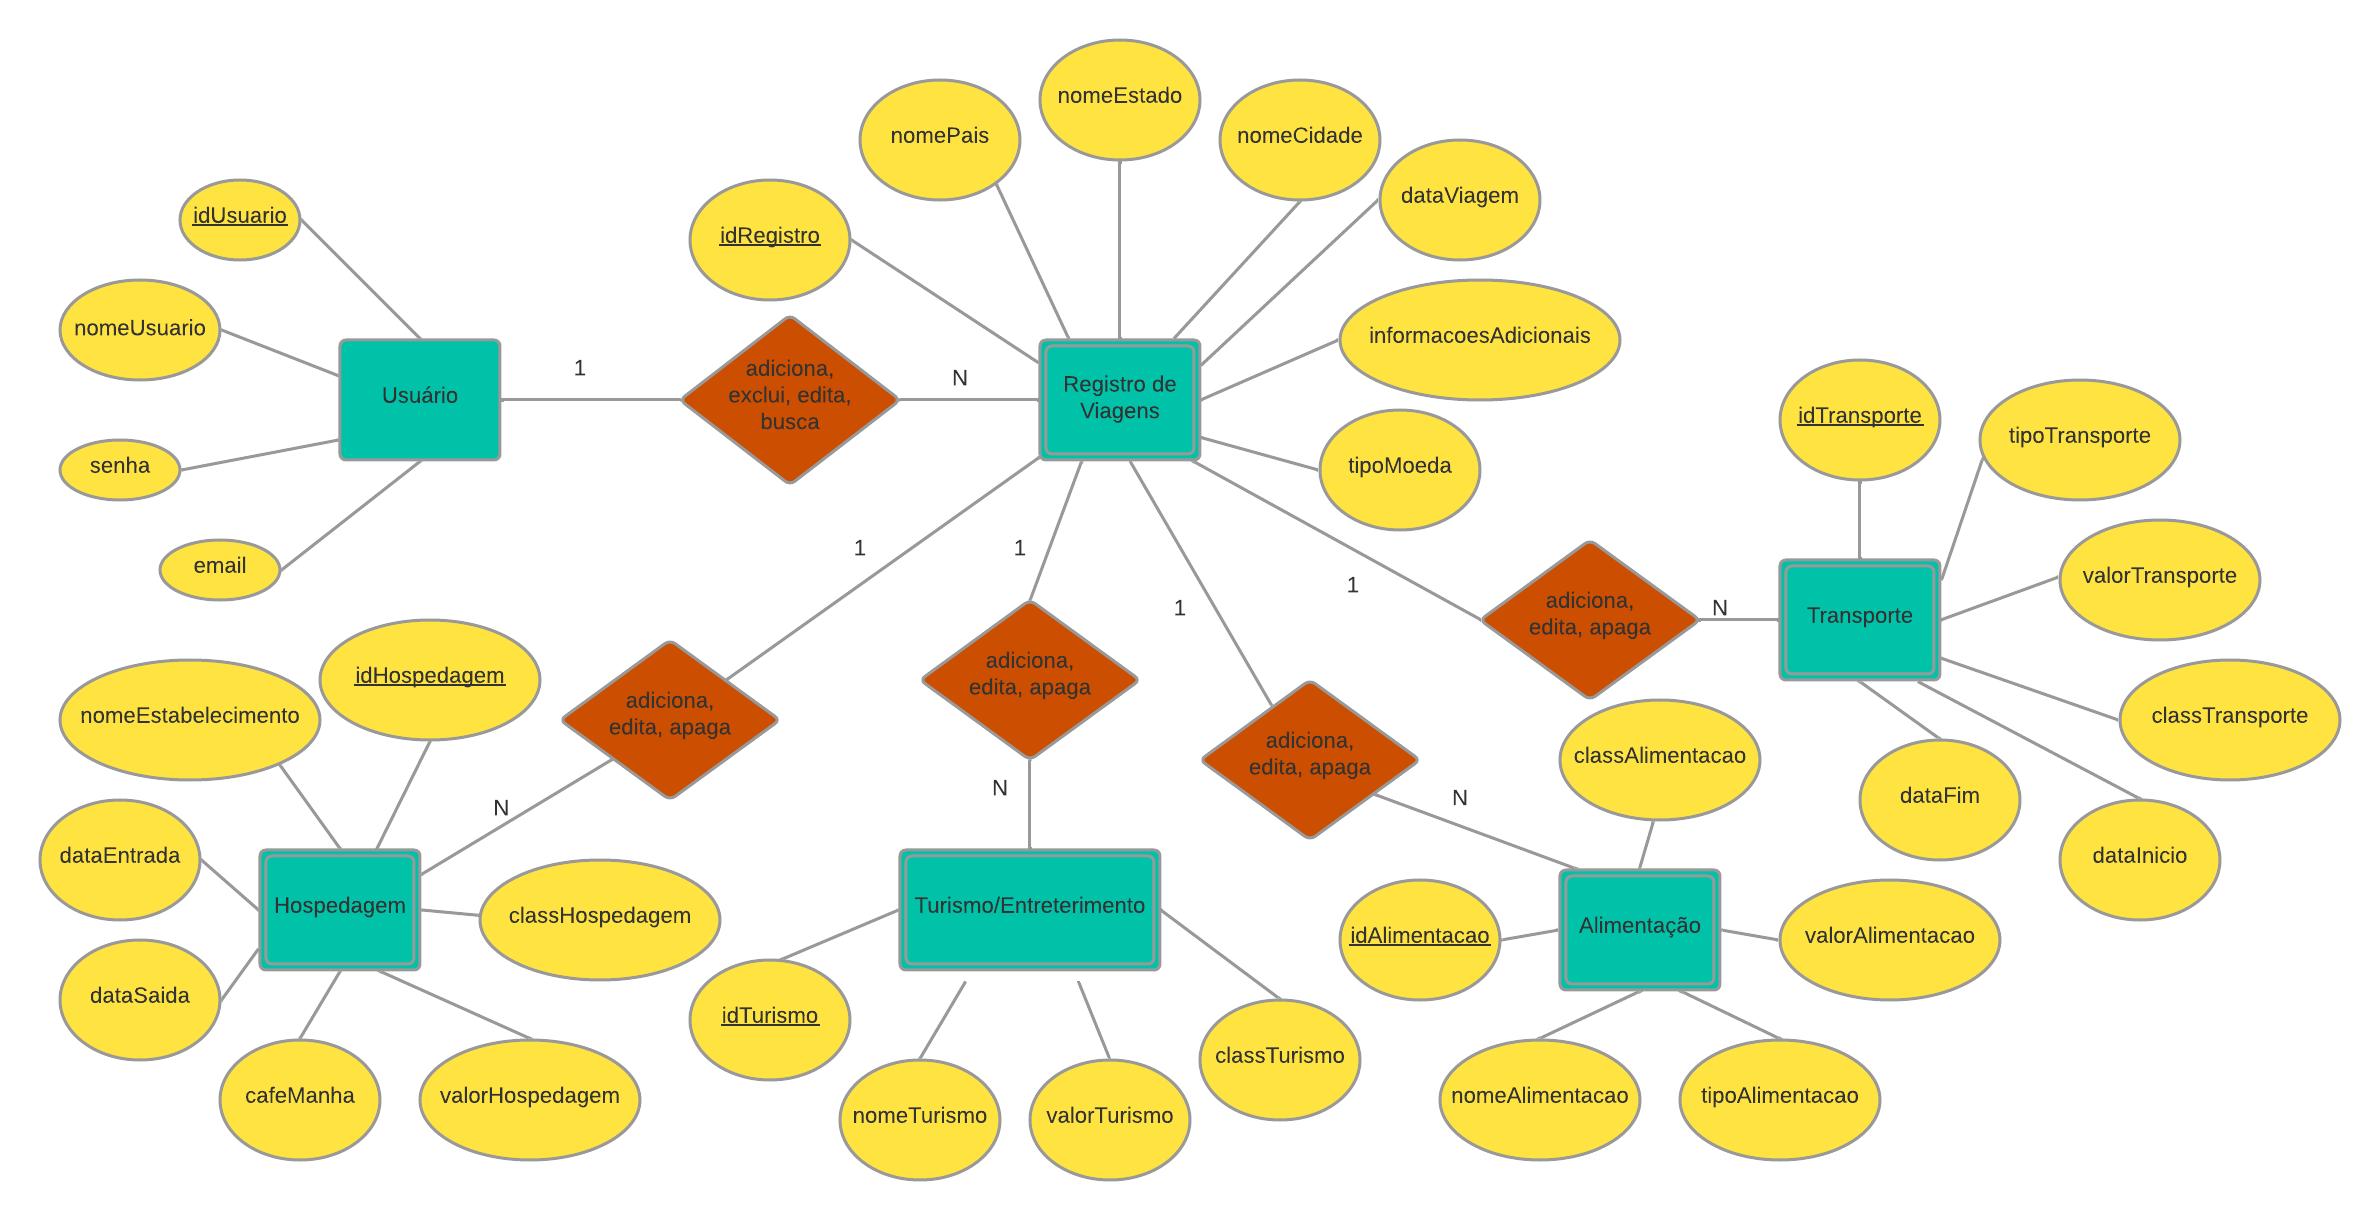 nomeEstado
nomePais
nomeCidade
dataViagem
idUsuario
idRegistro
nomeUsuario
informacoesAdicionais
1
adiciona,
exclui, edita,
busca
N
Registro de
Viagens
Usuário
senha
tipoMoeda
idTransporte
tipoTransporte
email
1
1
1
1
adiciona,
edita, apaga
N
Transporte
valorTransporte
idHospedagem
nomeEstabelecimento
adiciona,
edita, apaga
adiciona,
edita, apaga
adiciona,
edita, apaga
classAlimentacao
classTransporte
dataFim
dataInicio
N
N
N
dataEntrada
Hospedagem
classHospedagem
Turismo/Entreterimento
idAlimentacao
Alimentação
valorAlimentacao
dataSaida
idTurismo
classTurismo
cafeManha
valorHospedagem
nomeTurismo
valorTurismo
nomeAlimentacao
tipoAlimentacao